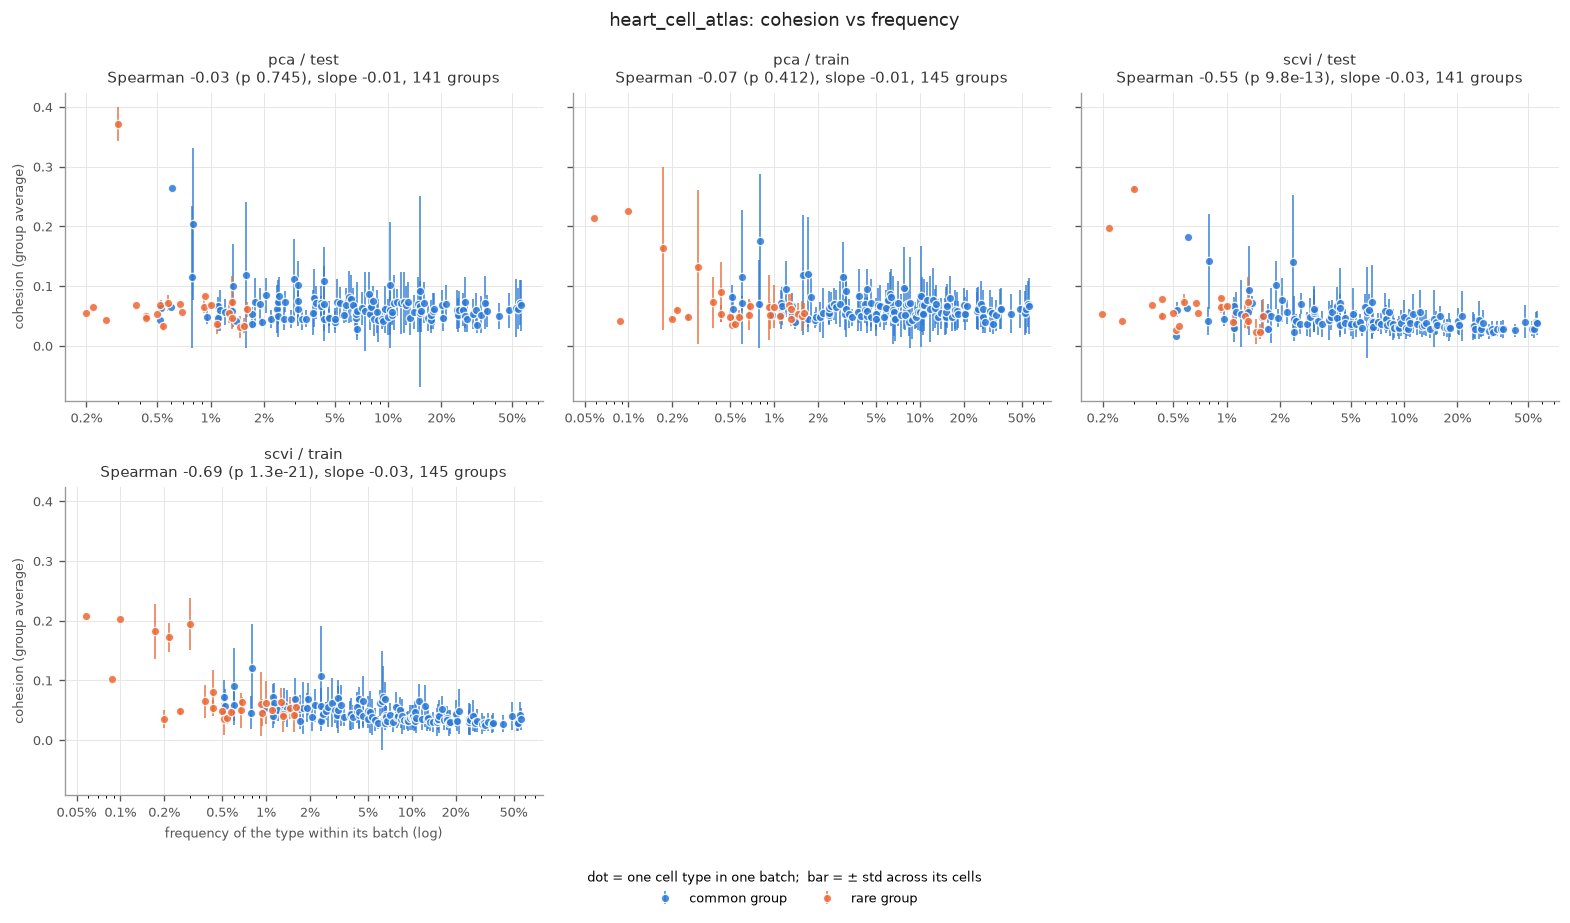 heart_cell_atlas: cohesion vs frequency
pca / test
Spearman -0.03 (p 0.745), slope -0.01, 141 groups
pca / train
Spearman -0.07 (p 0.412), slope -0.01, 145 groups
scvi / test
Spearman -0.55 (p 9.8e-13), slope -0.03, 141 groups
cohesion (group average)
0.4
0.3
0.2
0.1
0.0
0.2% 0.5% 1% 2% 5% 10% 20% 50%
0.05% 0.1% 0.2% 0.5% 1% 2% 5% 10% 20% 50%
0.2% 0.5% 1% 2% 5% 10% 20% 50%
scvi / train
Spearman -0.69 (p 1.3e-21), slope -0.03, 145 groups
cohesion (group average)
0.4
0.3
0.2
0.1
0.0
0.05% 0.1% 0.2% 0.5% 1% 2% 5% 10% 20% 50%
frequency of the type within its batch (log)
dot = one cell type in one batch;  bar = ± std across its cells
common group
rare group